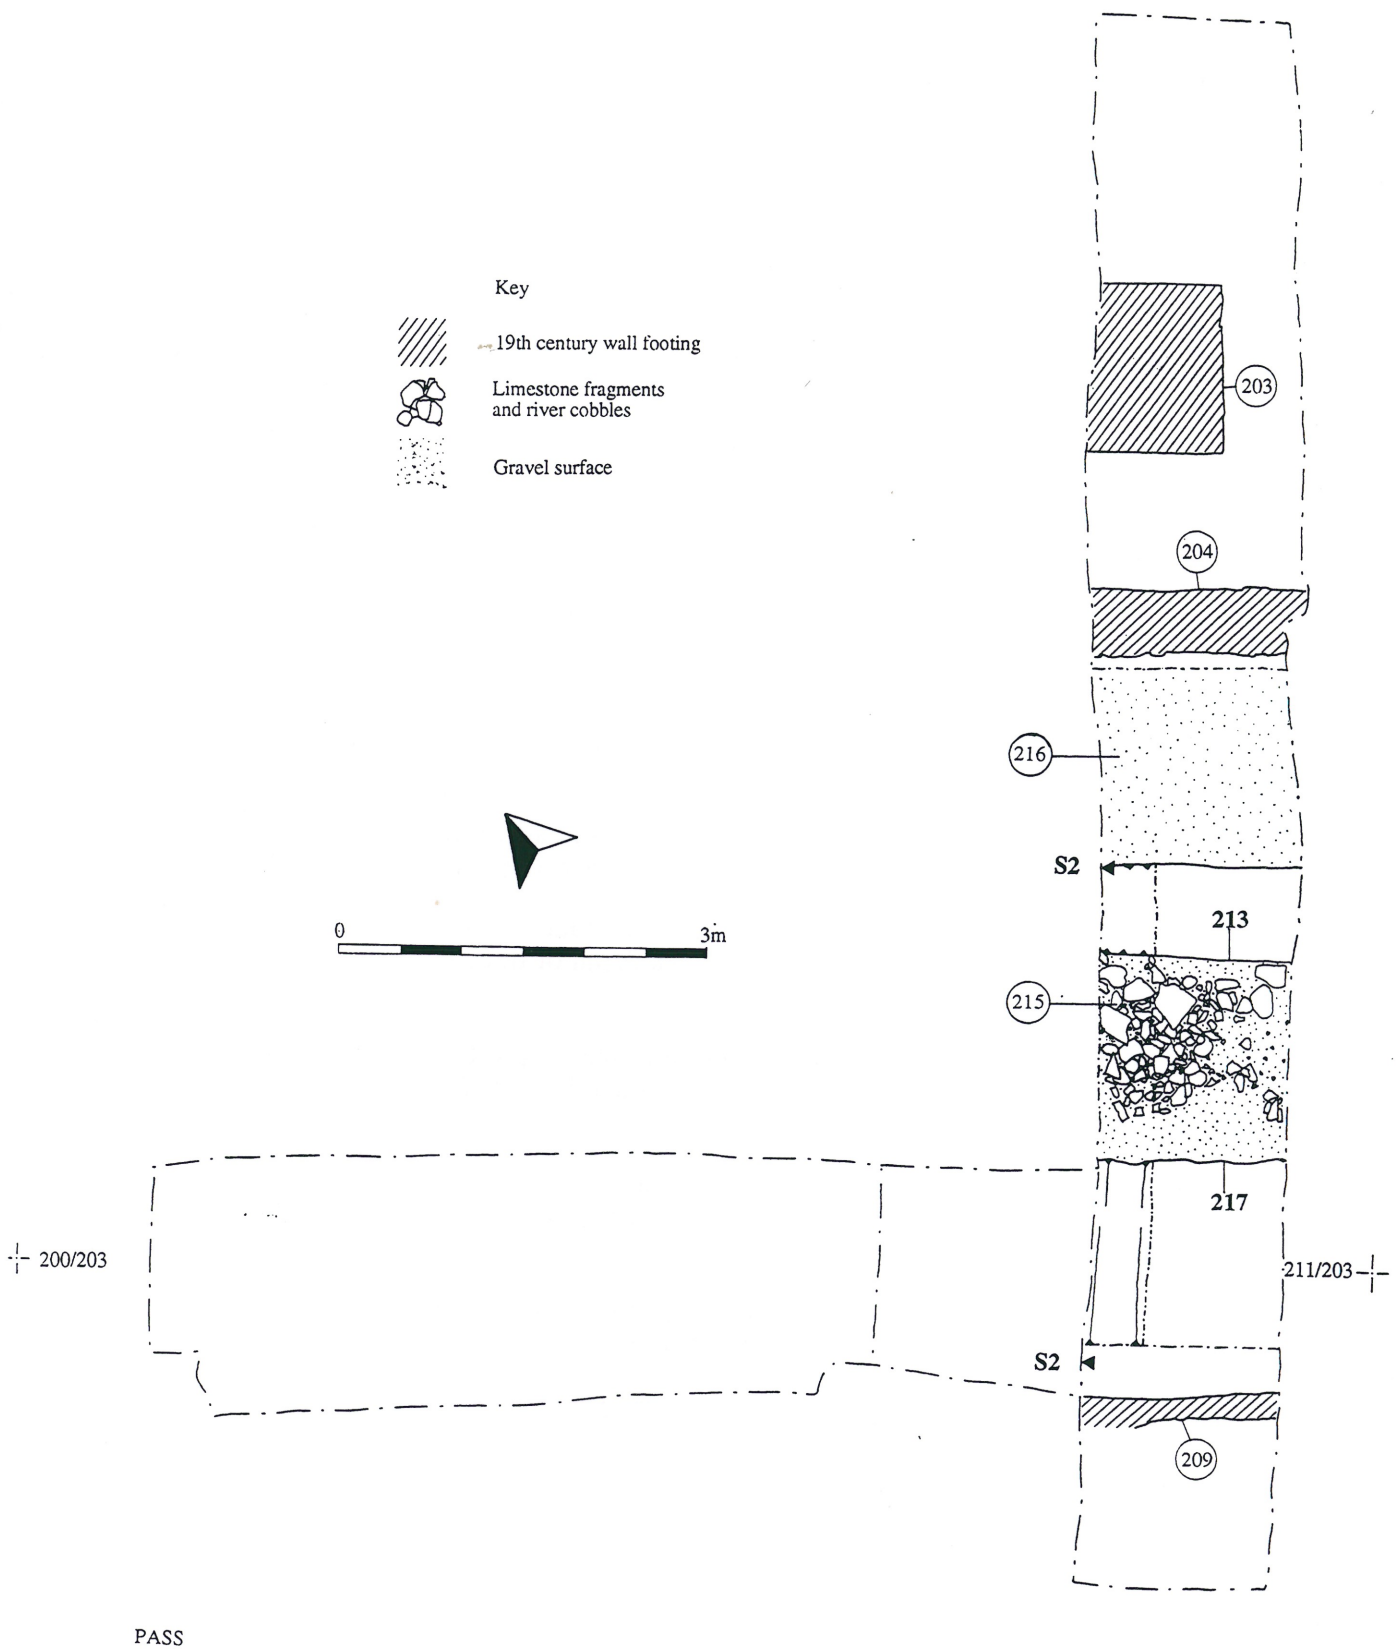 Key
19th century wall footing
Limestone fragments
and river cobbles
Gravel surface
203
204
216
S2
213
0
3m
215
217
200/203
211/203
S2
209
PASS